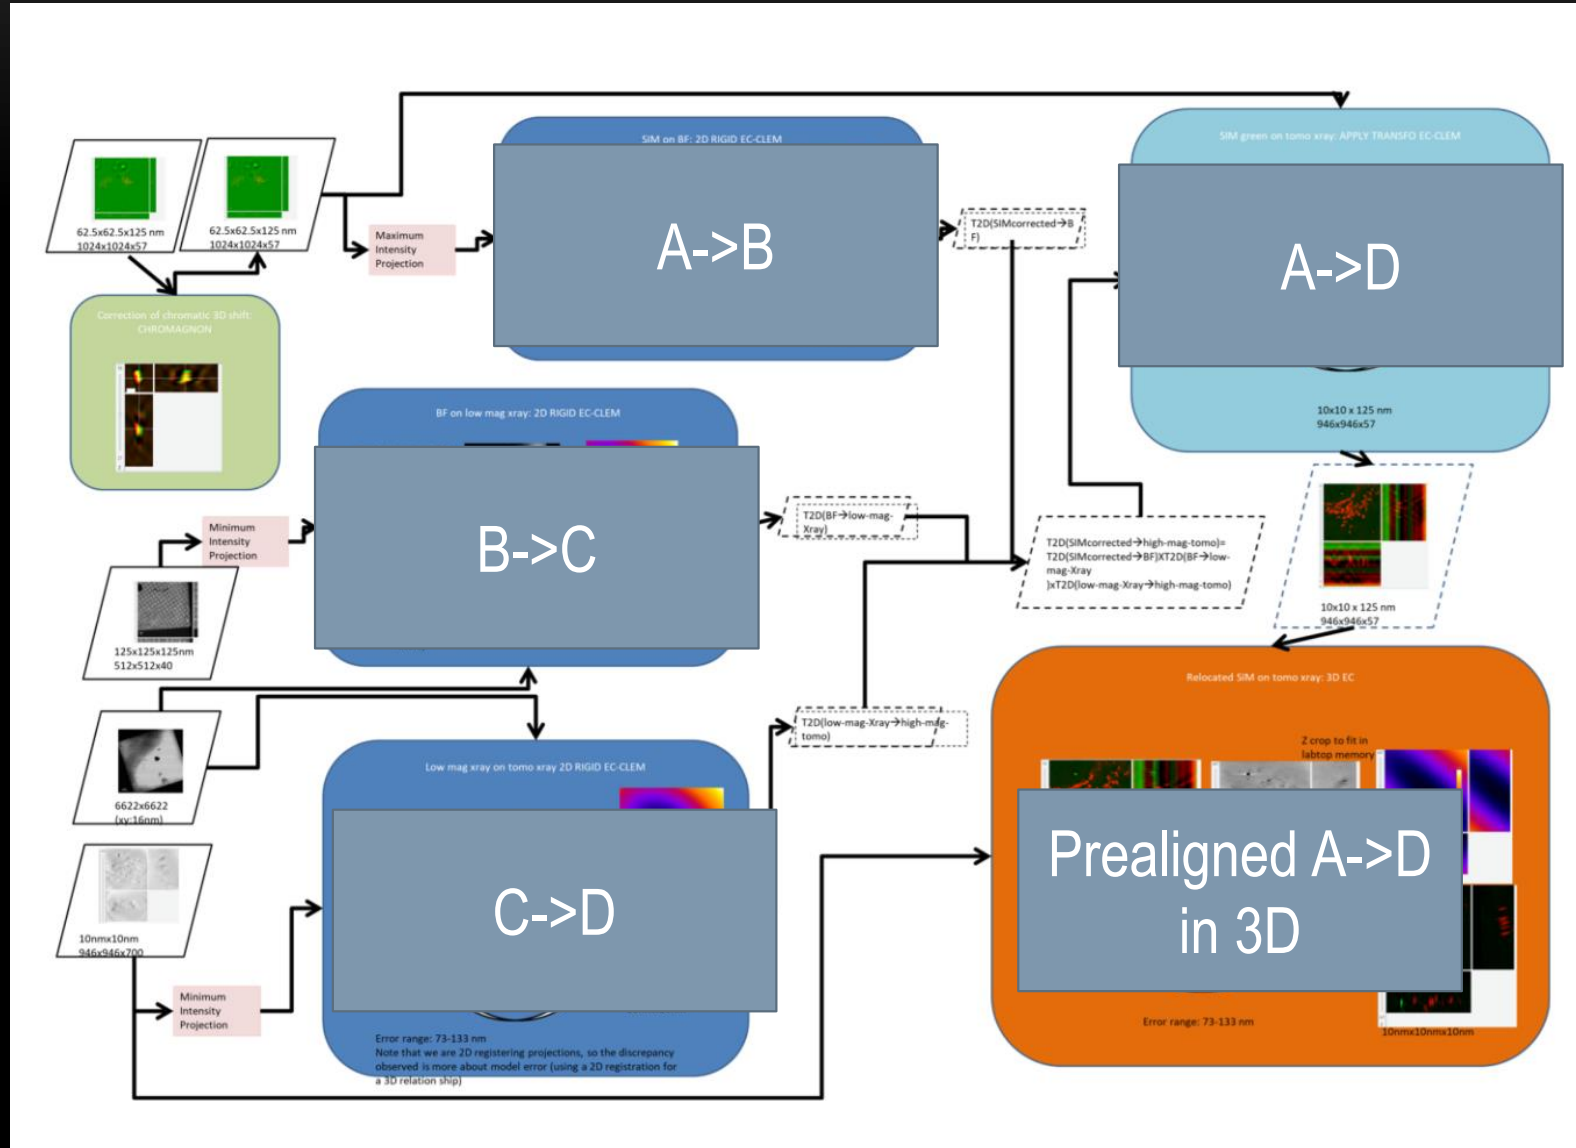 SIM on BF: 2D RIGID EC-CLEM
A->B
SIM green on tomo xray: APPLY TRANSFO EC-CLEM
A->D
10x10 x 125 nm
946x946x57
62.5x62.5x125 nm
1024x1024x57
62.5x62.5x125 nm
1024x1024x57
Maximum
Intensity
Projection
T2D(SIMcorrected→B
F)
Correction of chromatic 3D shift:
CHROMAGNON
BF on low mag xray: 2D RIGID EC-CLEM
B->C
Minimum
Intensity
Projection
T2D(BF→low-mag-
Xray)
T2D(SIMcorrected→high-mag-tomo)=
T2D(SIMcorrected→BF)XT2D(BF→low-
mag-Xray
)xT2D(low-mag-Xray→high-mag-tomo)
10x10 x 125 nm
946x946x57
125x125x125nm
512x512x40
6622x6622
(xy:16nm)
T2D(low-mag-Xray→high-mag-
tomo)
Low mag xray on tomo xray 2D RIGID EC-CLEM
C->D
Error range: 73-133 nm
Note that we are 2D registering projections, so the discrepancy
observed is more about model error (using a 2D registration for
a 3D relation ship)
10nmx10nm
946x946x700
Minimum
Intensity
Projection
Relocated SIM on tomo xray: 3D EC
Z crop to fit in
labtop memory
Prealigned A->D
in 3D
Error range: 73-133 nm
10nmx10nmx10nm